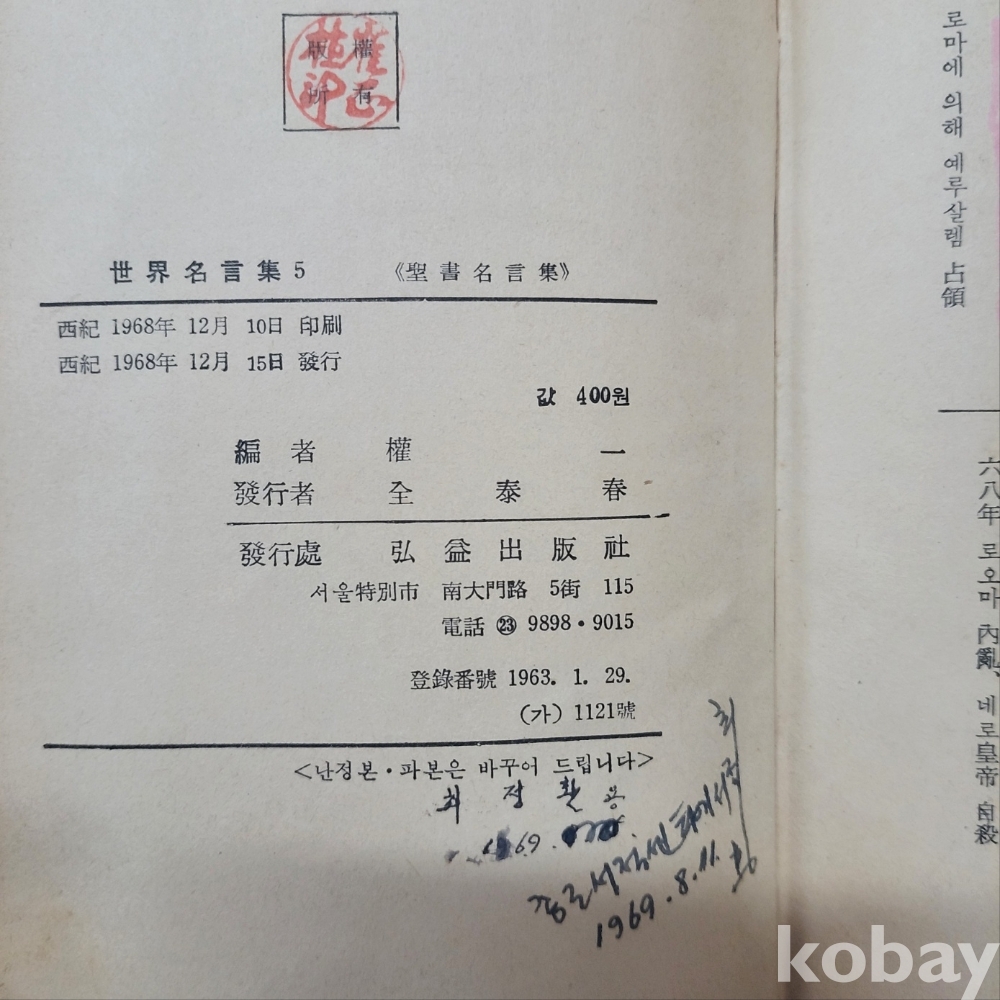 版權
所有
世界名言集 5 《聖書名言集》
西紀 1968年 12月 10日 印刷
西紀 1968年 12月 15日 發行
값 400원
編者 權 一
發行者 全泰春
發行處 弘益出版社
서울特別市 南大門路 5街 115
電話 ㉓ 9898·9015
登錄番號 1963. 1. 29.
(가) 1121號
<난정본·파본은 바꾸어 드립니다>
최 정 환
1969.
1969. 8. 11.
로마에 의해 예루살렘 占領
六八年 로오마 內亂、네로皇帝 自殺
kobay